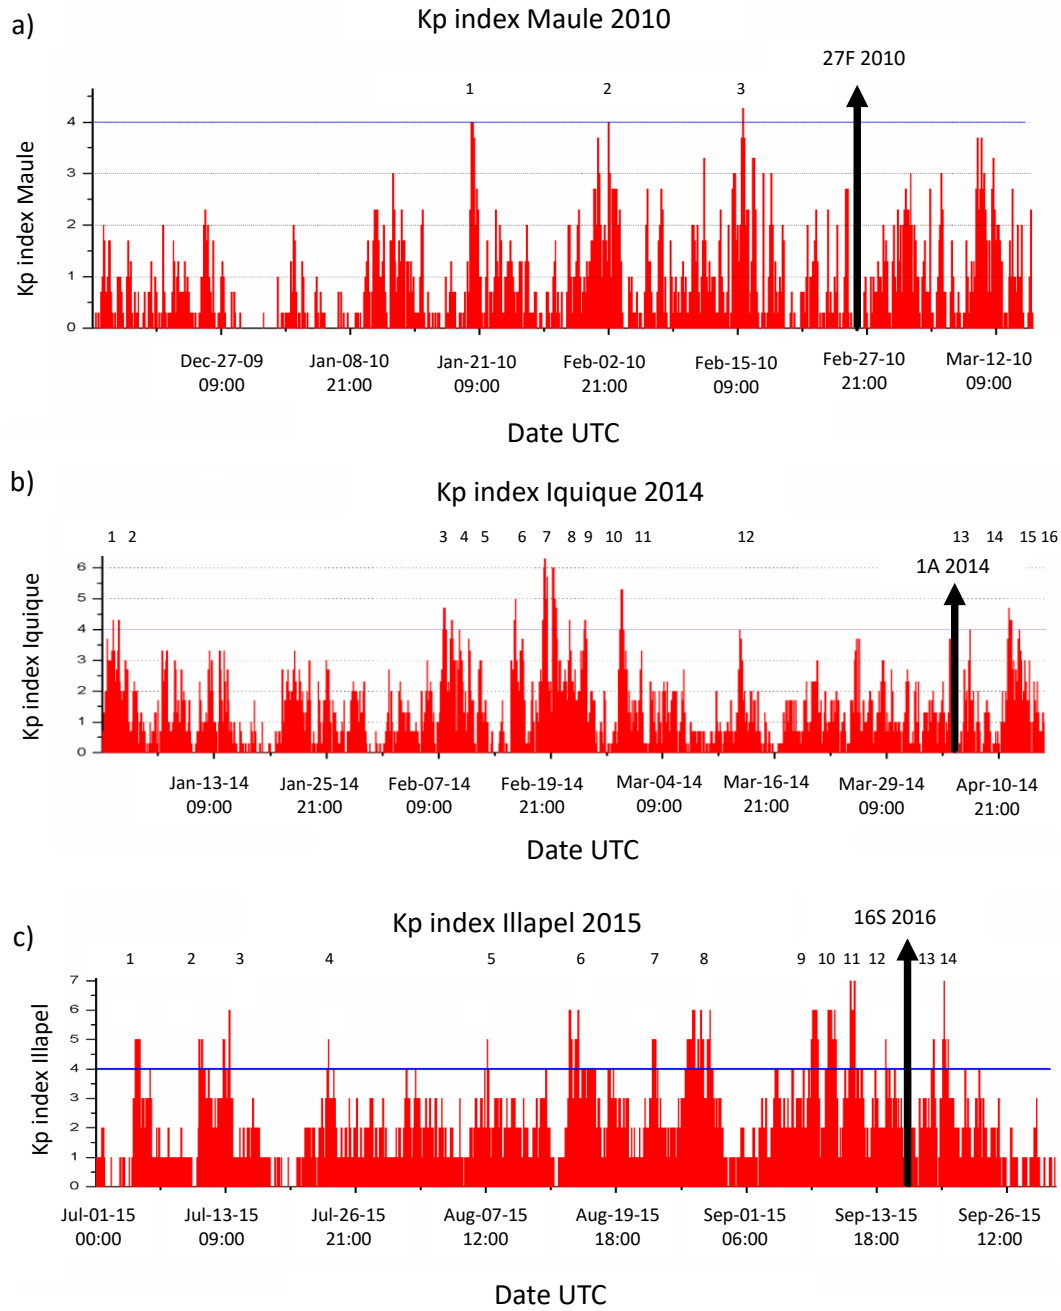 a)
Kp index Maule 2010
27F 2010
1 2 3
Kp index Maule
4
3
2
1
0
Dec-27-09 Jan-08-10 Jan-21-10 Feb-02-10 Feb-15-10 Feb-27-10 Mar-12-10
09:00 21:00 09:00 21:00 09:00 21:00 09:00
Date UTC
b)
Kp index Iquique 2014
1 2 3 4 5 6 7 8 9 10 11 12 13 14 15 16
1A 2014
Kp index Iquique
6
5
4
3
2
1
0
Jan-13-14 Jan-25-14 Feb-07-14 Feb-19-14 Mar-04-14 Mar-16-14 Mar-29-14 Apr-10-14
09:00 21:00 09:00 21:00 09:00 21:00 09:00 21:00
Date UTC
c)
Kp index Illapel 2015
16S 2016
1 2 3 4 5 6 7 8 9 10 11 12 13 14
Kp index Illapel
7
6
5
4
3
2
1
0
Jul-01-15 Jul-13-15 Jul-26-15 Aug-07-15 Aug-19-15 Sep-01-15 Sep-13-15 Sep-26-15
00:00 09:00 21:00 12:00 18:00 06:00 18:00 12:00
Date UTC